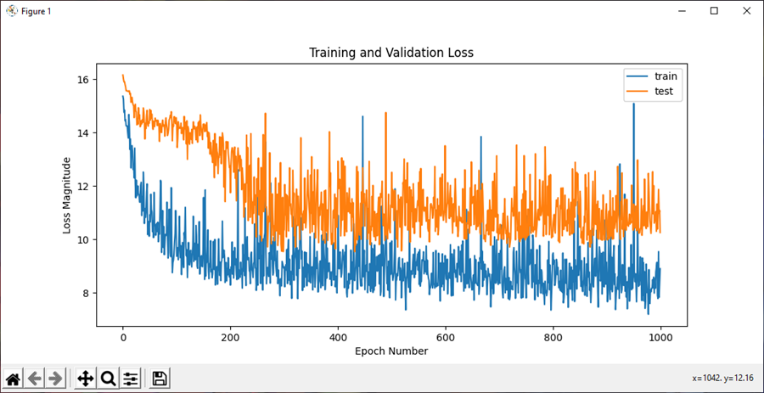 Figure 1
Training and Validation Loss
train
test
16
14
12
10
8
Loss Magnitude
0 200 400 600 800 1000
Epoch Number
x=1042. y=12.16